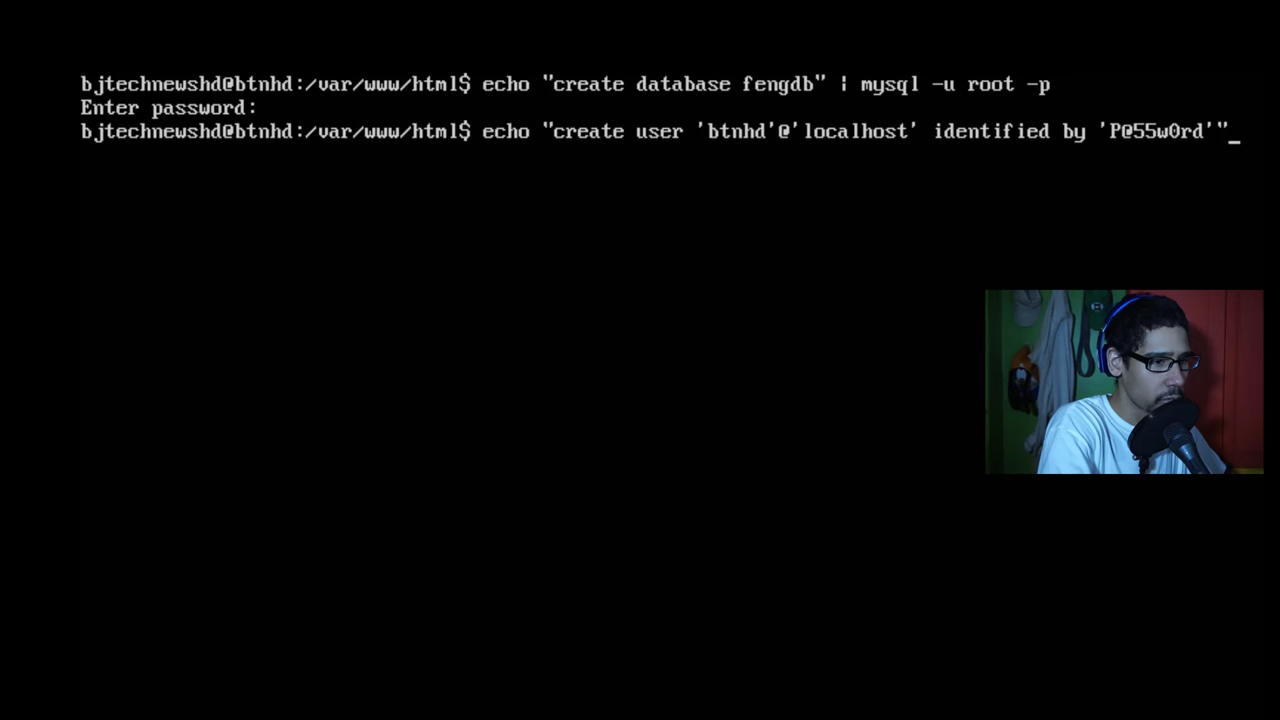 bjtechnewshd@btnhd:/var/www/html$ echo "create database fengdb" | mysql -u root -p
Enter password:
bjtechnewshd@btnhd:/var/www/html$ echo "create user 'btnhd'@'localhost' identified by 'P@55w0rd'"_